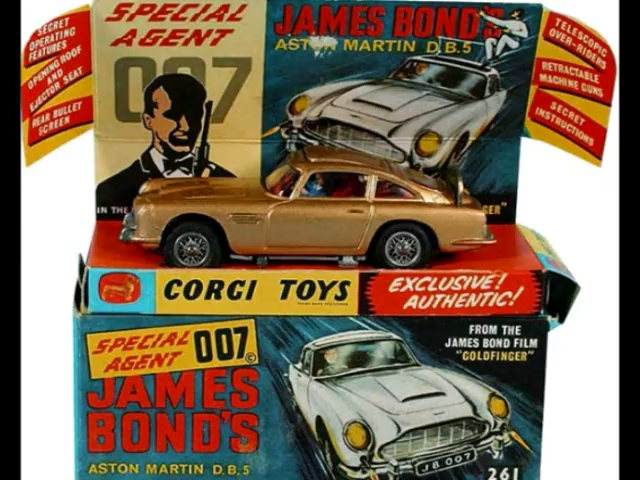 SPECIAL
AGENT
007
JAMES BOND'S
ASTON MARTIN D.B.5
SECRET
OPERATING
FEATURES
OPENING ROOF
AND
EJECTOR SEAT
REAR BULLET
SCREEN
TELESCOPIC
OVER-RIDERS
RETRACTABLE
MACHINE GUNS
SECRET
INSTRUCTIONS
IN THE
CORGI TOYS
EXCLUSIVE!
AUTHENTIC!
SPECIAL
AGENT
007
©
JAMES
BOND'S
ASTON MARTIN D.B.5
FROM THE
JAMES BOND FILM
"GOLDFINGER"
JB 007
261